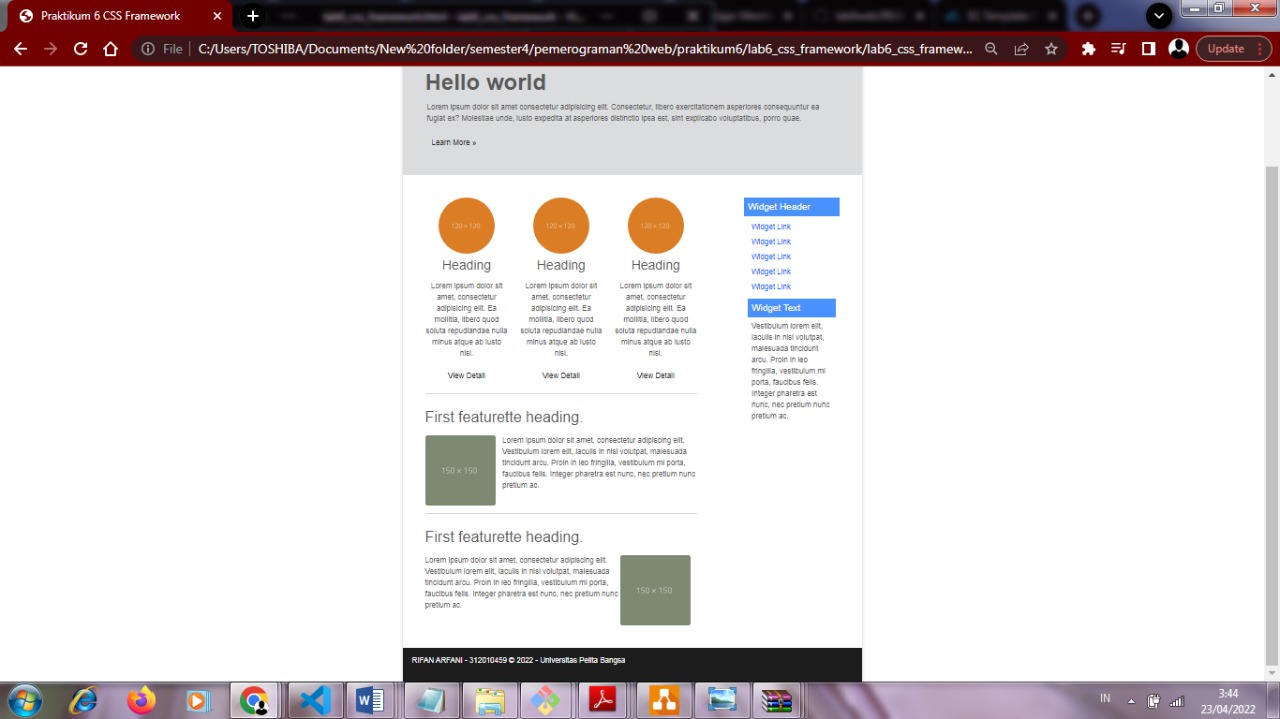 Praktikum 6 CSS Framework
File
C:/Users/TOSHIBA/Documents/New%20folder/semester4/pemerograman%20web/praktikum6/lab6_css_framework/lab6_css_framew...
Update
Hello world
Lorem ipsum dolor sit amet consectetur adipisicing elit. Consectetur, libero exercitationem asperiores consequuntur ea
fugiat ex? Molestiae unde, iusto expedita at asperiores distinctio ipsa est, sint explicabo voluptatibus, porro quae.
Learn More »
120 × 120
Heading
Lorem ipsum dolor sit
amet, consectetur
adipisicing elit. Ea
mollitia, libero quod
soluta repudiandae nulla
minus atque ab iusto
nisi.
View Detail
120 × 120
Heading
Lorem ipsum dolor sit
amet, consectetur
adipisicing elit. Ea
mollitia, libero quod
soluta repudiandae nulla
minus atque ab iusto
nisi.
View Detail
120 × 120
Heading
Lorem ipsum dolor sit
amet, consectetur
adipisicing elit. Ea
mollitia, libero quod
soluta repudiandae nulla
minus atque ab iusto
nisi.
View Detail
First featurette heading.
150 × 150
Lorem ipsum dolor sit amet, consectetur adipiscing elit.
Vestibulum lorem elit, iaculis in nisl volutpat, malesuada
tincidunt arcu. Proin in leo fringilla, vestibulum mi porta,
faucibus felis. Integer pharetra est nunc, nec pretium nunc
pretium ac.
First featurette heading.
Lorem ipsum dolor sit amet, consectetur adipiscing elit.
Vestibulum lorem elit, iaculis in nisl volutpat, malesuada
tincidunt arcu. Proin in leo fringilla, vestibulum mi porta,
faucibus felis. Integer pharetra est nunc, nec pretium nunc
pretium ac.
150 × 150
Widget Header
Widget Link
Widget Link
Widget Link
Widget Link
Widget Link
Widget Text
Vestibulum lorem elit,
iaculis in nisl volutpat,
malesuada tincidunt
arcu. Proin in leo
fringilla, vestibulum mi
porta, faucibus felis.
Integer pharetra est
nunc, nec pretium nunc
pretium ac.
RIFAN ARFANI - 312010459 © 2022 - Universitas Pelita Bangsa
IN
3:44
23/04/2022